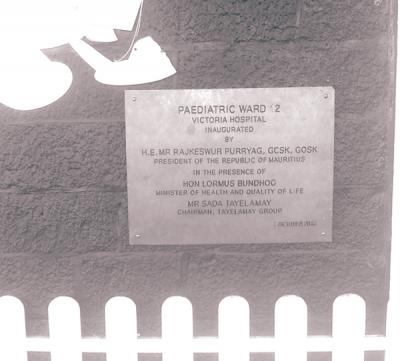 PAEDIATRIC WARD 12
VICTORIA HOSPITAL
INAUGURATED
BY
H.E. MR RAJKESWUR PURRYAG, GCSK, GOSK
PRESIDENT OF THE REPUBLIC OF MAURITIUS
IN THE PRESENCE OF
HON LORMUS BUNDHOO
MINISTER OF HEALTH AND QUALITY OF LIFE
MR SADA TAYELAMAY
CHAIRMAN, TAYELAMAY GROUP